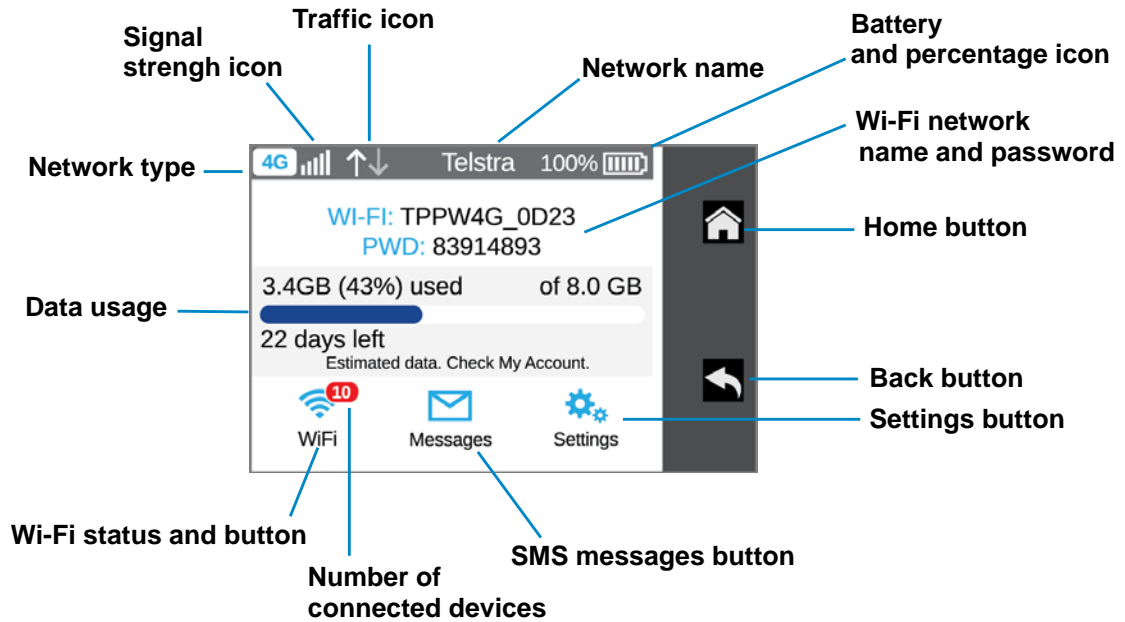 Traffic icon
Signal
strengh icon
Battery
and percentage icon
Network name
Wi-Fi network
name and password
Network type
4G
Telstra
100%
WI-FI: TPPW4G_0D23
PWD: 83914893
Home button
Data usage
3.4GB (43%) used of 8.0 GB
22 days left
Estimated data. Check My Account.
Back button
Settings button
10
WiFi
Messages
Settings
Wi-Fi status and button
SMS messages button
Number of
connected devices